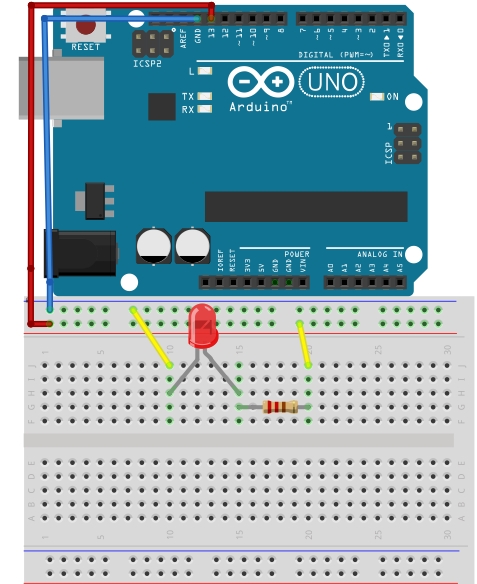 RESET
ICSP2
AREF
GND
13
12
~11
~10
~9
8
7
~6
~5
4
~3
2
TXD▶1
RXD◀0
DIGITAL (PWM=~)
L
TX
RX
Arduino™
UNO
ON
1
ICSP
IOREF
RESET
3V3
5V
GND
GND
VIN
POWER
A0
A1
A2
A3
A4
A5
ANALOG IN
1 5 10 15 20 25 30
J
I
H
G
F
E
D
C
B
A
1 5 10 15 20 25 30